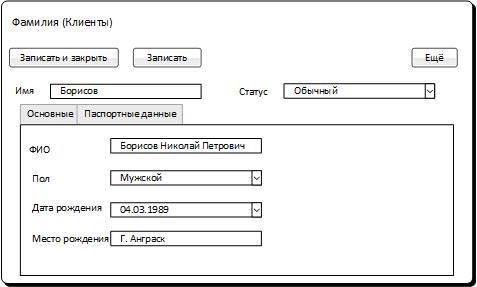 Фамилия (Клиенты)
Записать и закрыть Записать Ещё
Имя Борисов Статус Обычный
Основные Паспортные данные
ФИО Борисов Николай Петрович
Пол Мужской
Дата рождения 04.03.1989
Место рождения Г. Анграск